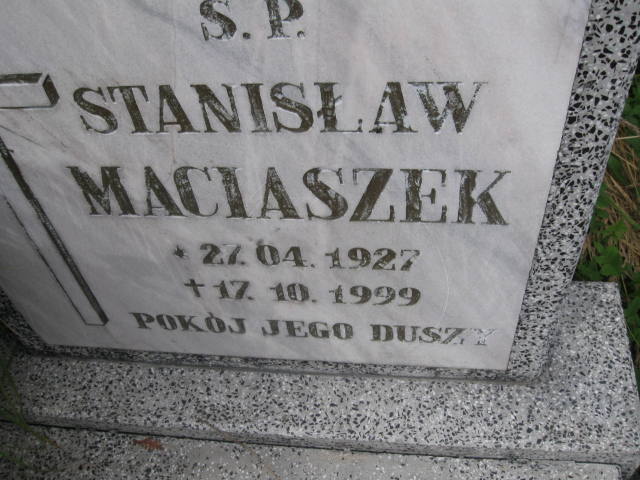 Ś.P.
STANISŁAW
MACIASZEK
* 27.04.1927
+ 17.10.1999
POKÓJ JEGO DUSZY